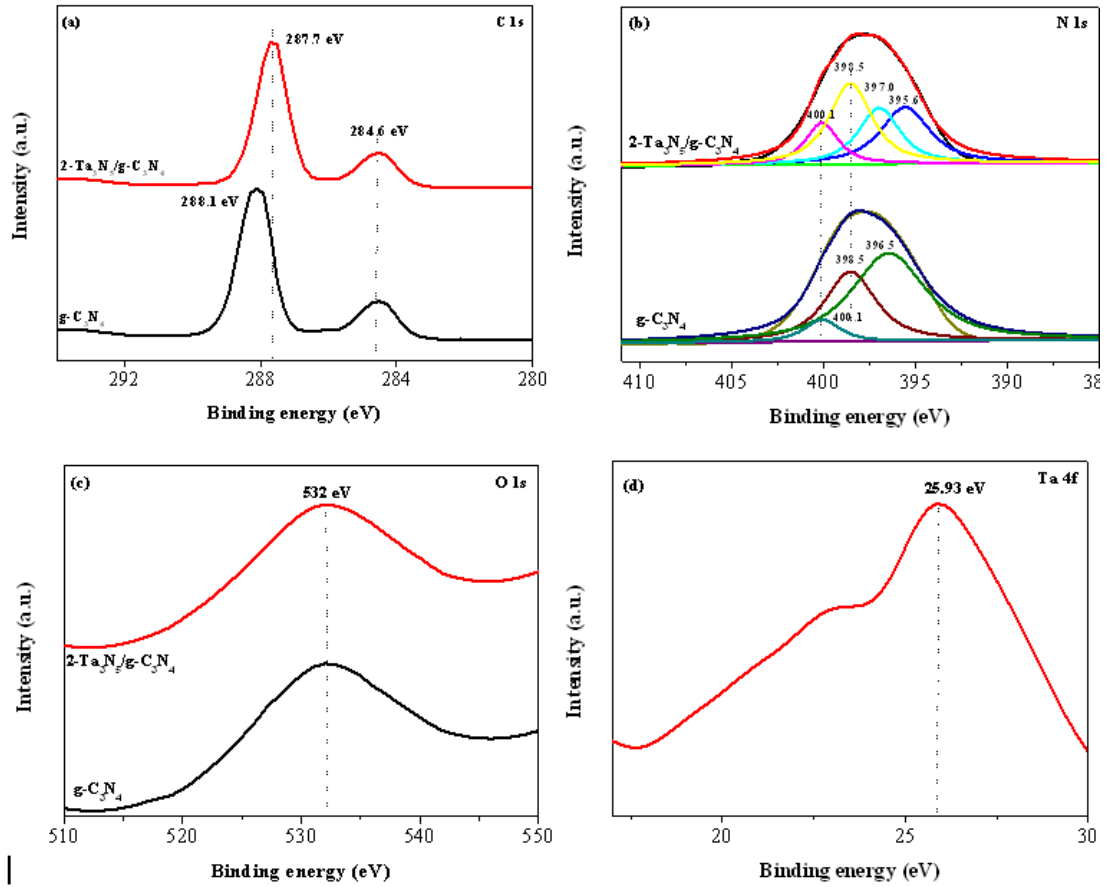 (a)
C 1s
287.7 eV
284.6 eV
2-Ta₃N₅/g-C₃N₄
288.1 eV
g-C₃N₄
Intensity (a.u.)
292
288
284
280
Binding energy (eV)
(b)
N 1s
398.5
397.0
395.6
400.1
2-Ta₃N₅/g-C₃N₄
396.5
398.5
400.1
g-C₃N₄
Intensity (a.u.)
410
405
400
395
390
38
Binding energy (eV)
(c)
O 1s
532 eV
2-Ta₃N₅/g-C₃N₄
g-C₃N₄
Intensity (a.u.)
510
520
530
540
550
Binding energy (eV)
(d)
Ta 4f
25.93 eV
Intensity (a.u.)
20
25
30
Binding energy (eV)